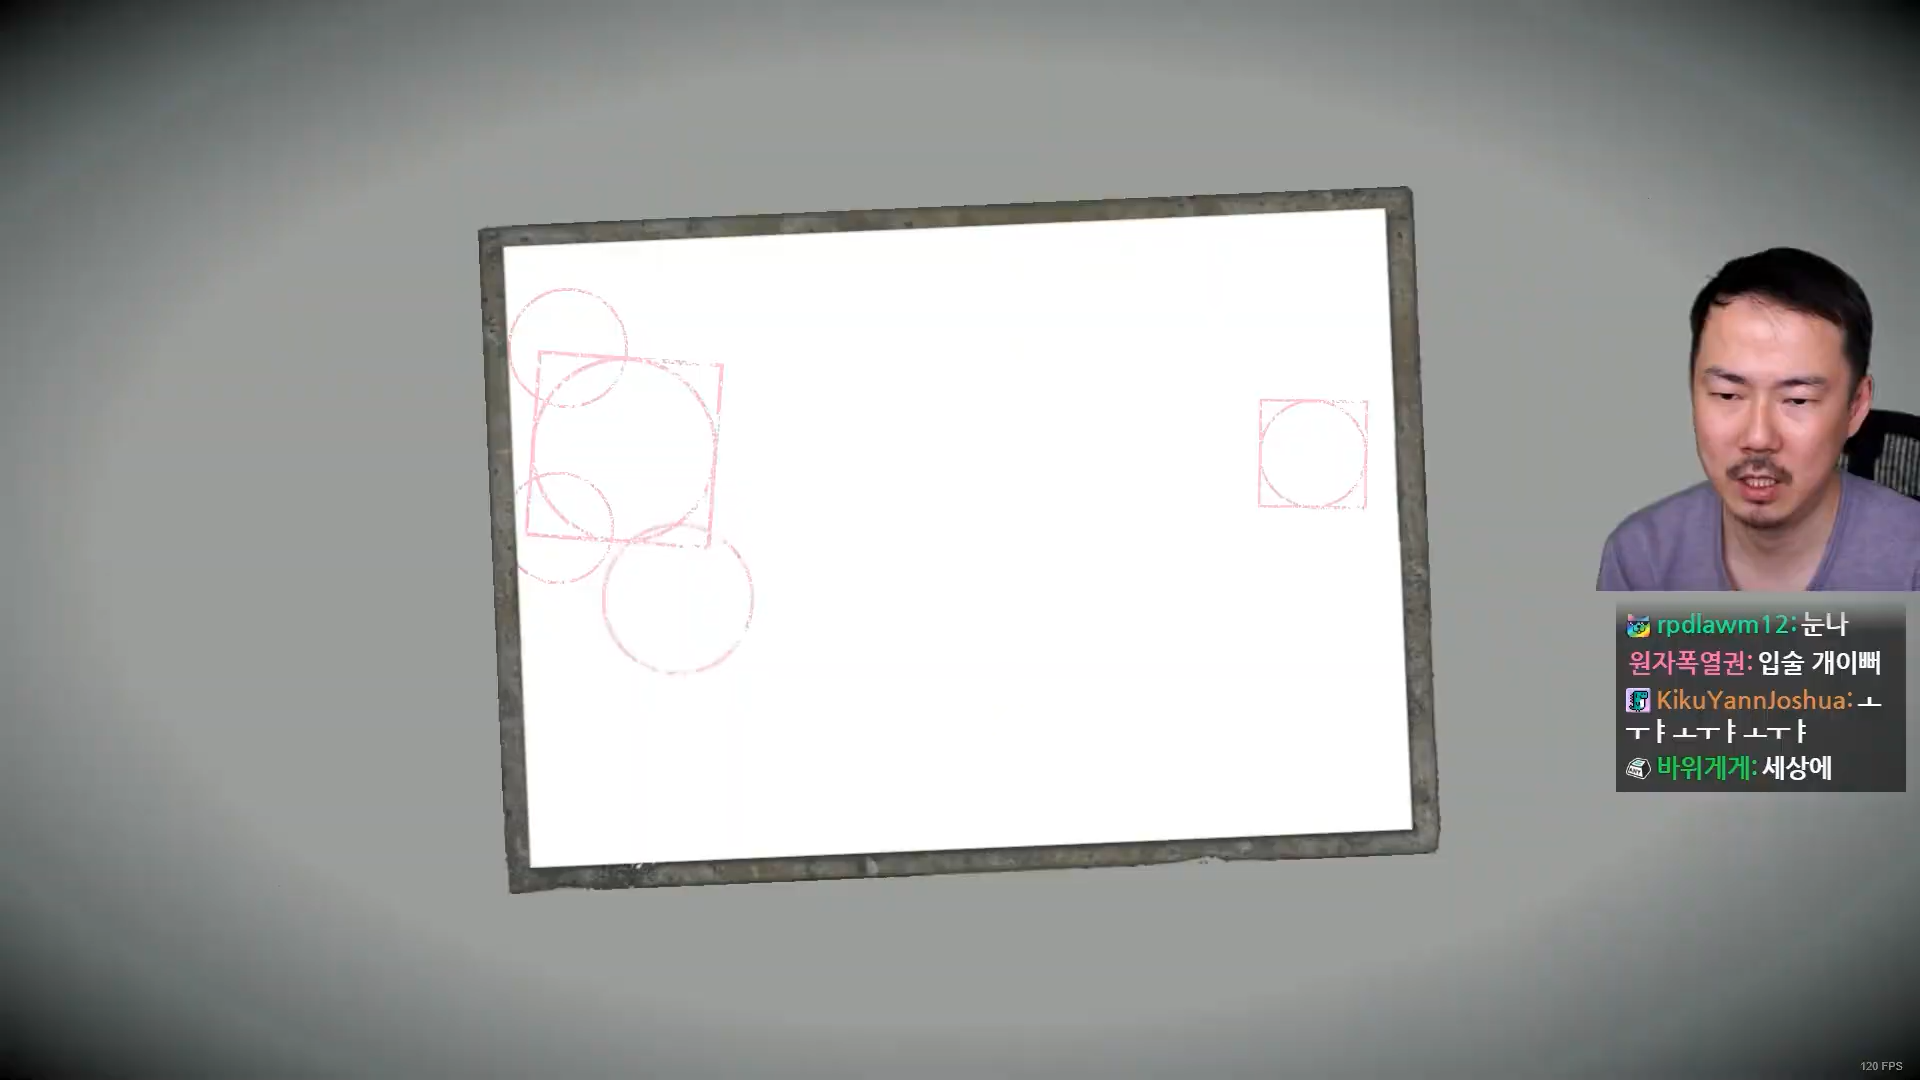 rpdlawm12: 눈나
원자폭열권: 입술 개이뻐
KikuYannJoshua: ㅗ
ㅜㅑㅗㅜㅑㅗㅜㅑ
바위게게: 세상에
120 FPS